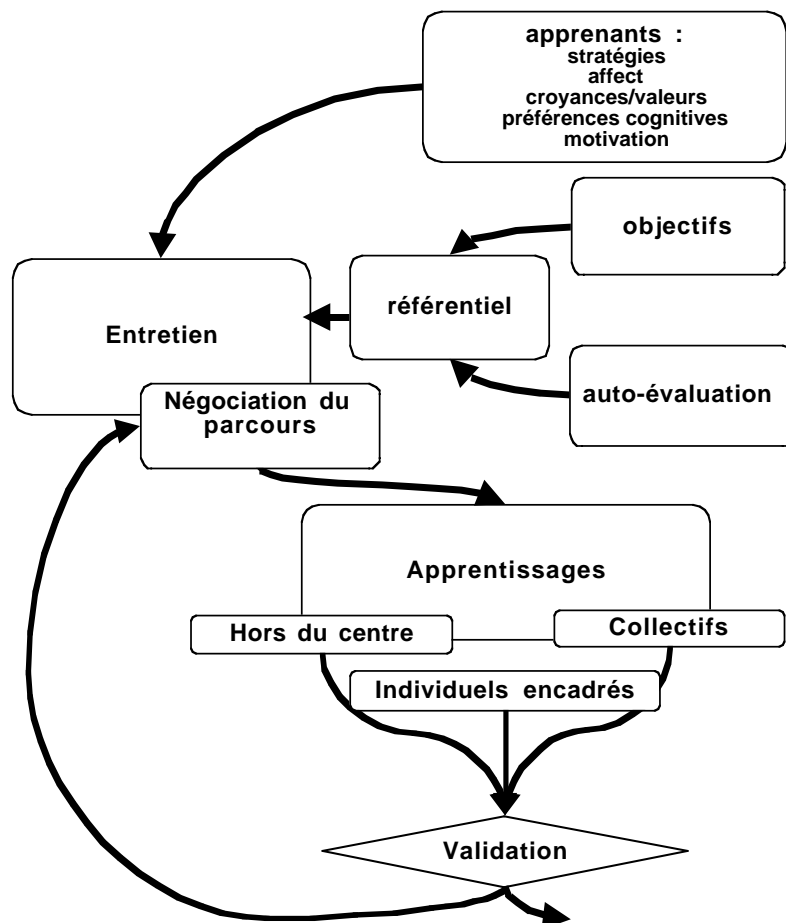 apprenants :
stratégies
affect
croyances/valeurs
préférences cognitives
motivation
objectifs
référentiel
Entretien
auto-évaluation
Négociation du
parcours
Apprentissages
Hors du centre
Collectifs
Individuels encadrés
Validation